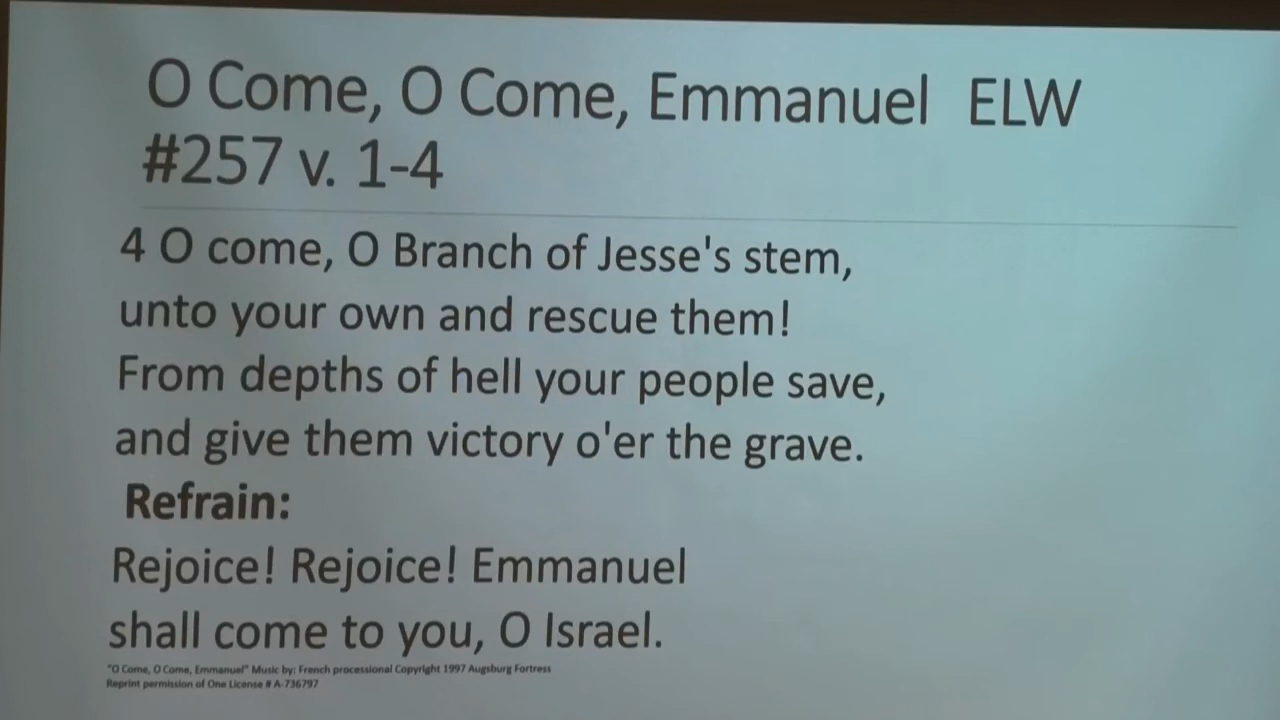 O Come, O Come, Emmanuel ELW
#257 v. 1-4
4 O come, O Branch of Jesse's stem,
unto your own and rescue them!
From depths of hell your people save,
and give them victory o'er the grave.
Refrain:
Rejoice! Rejoice! Emmanuel
shall come to you, O Israel.
"O Come, O Come, Emmanuel" Music by: French processional Copyright 1997 Augsburg Fortress
Reprint permission of One License # A-736797